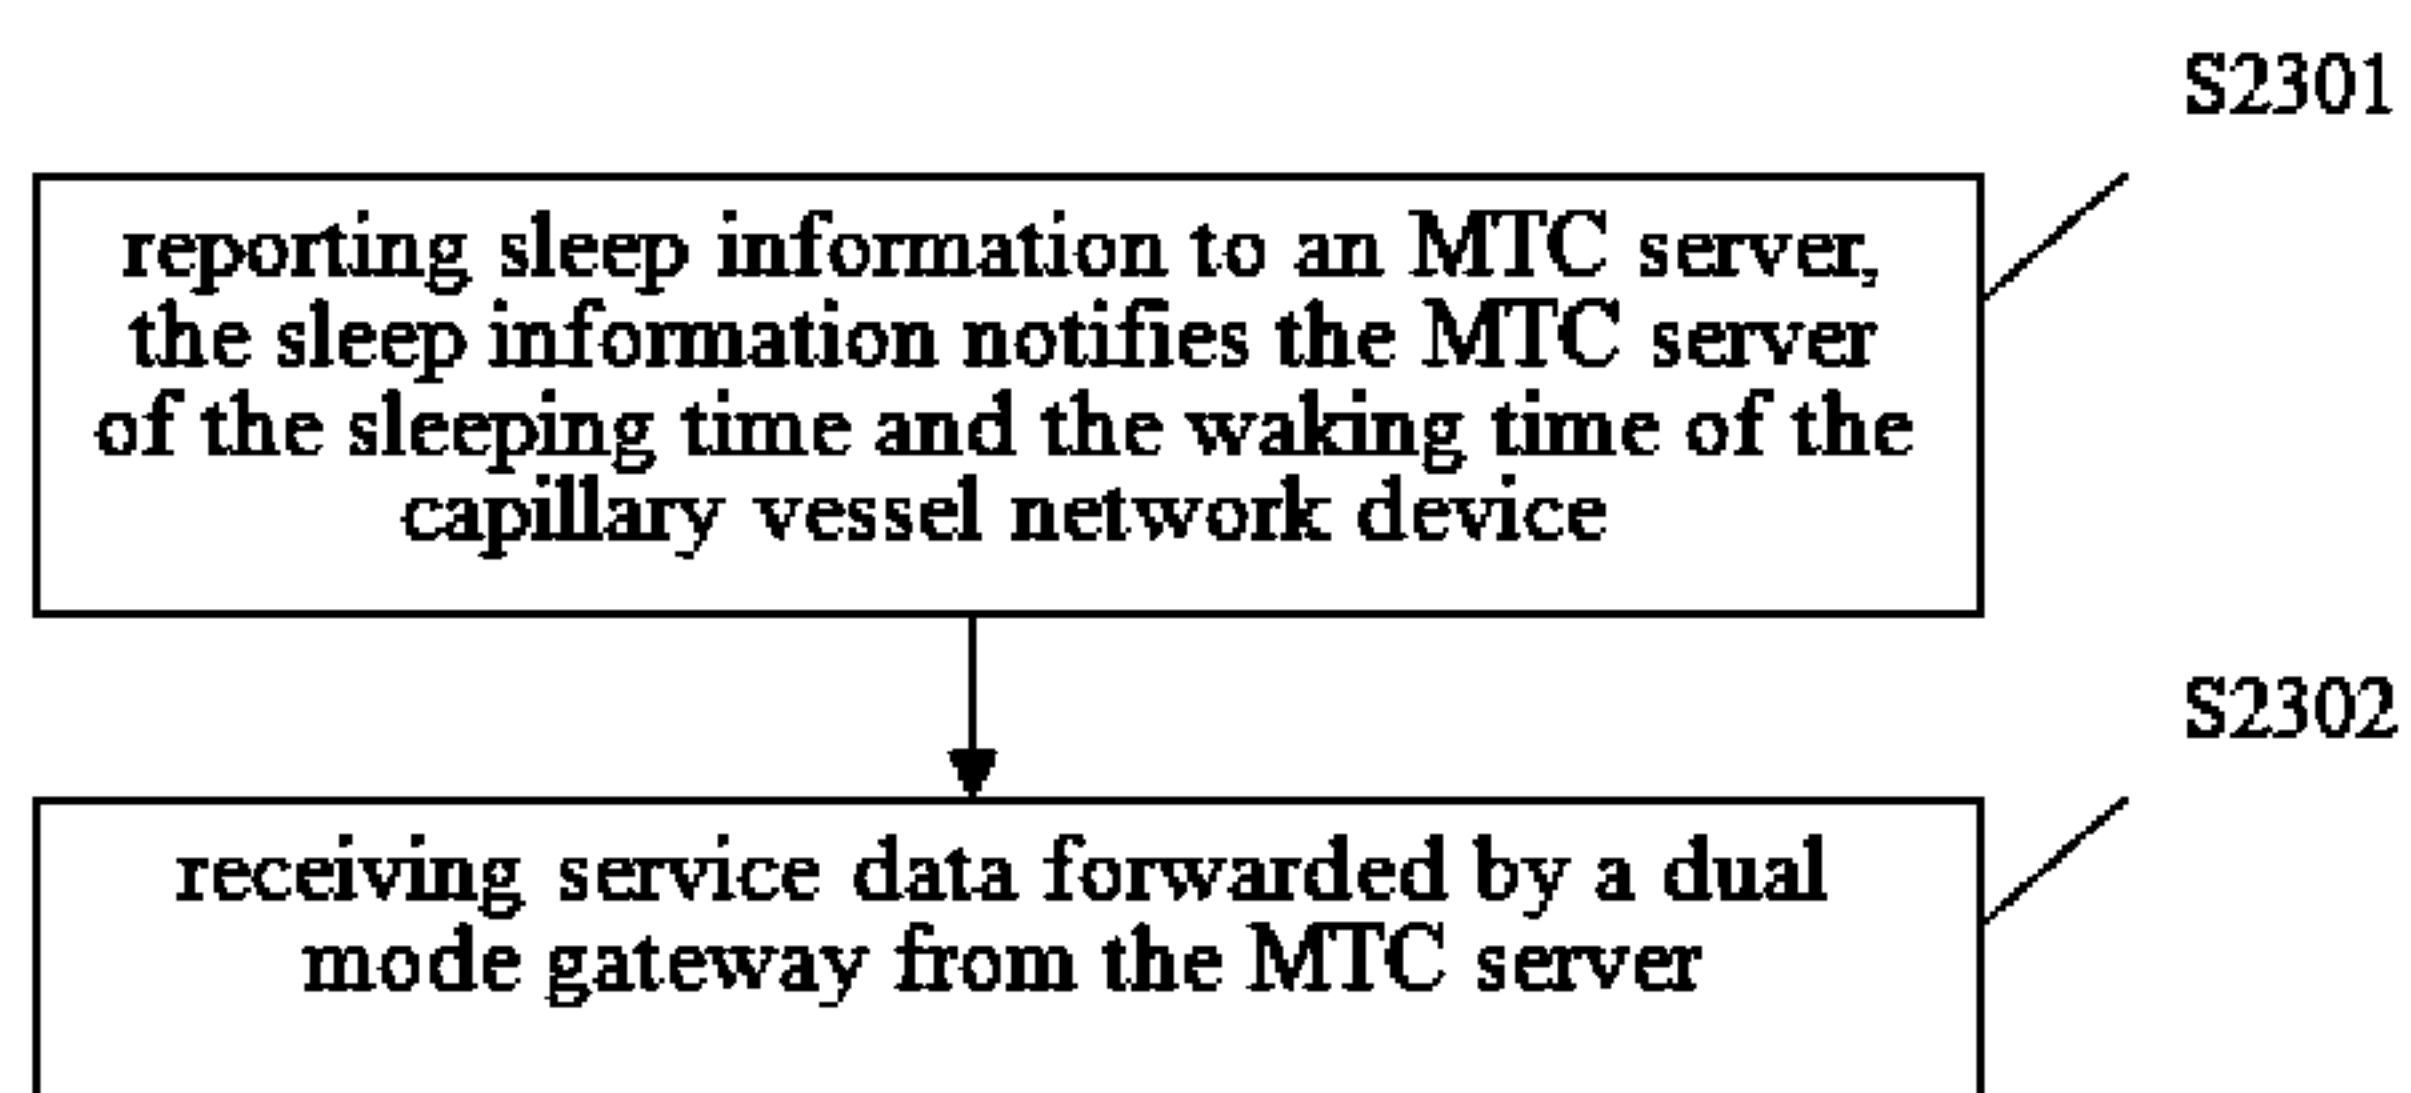 S2301
reporting sleep information to an MTC server,
the sleep information notifies the MTC server
of the sleeping time and the waking time of the
capillary vessel network device
S2302
receiving service data forwarded by a dual
mode gateway from the MTC server